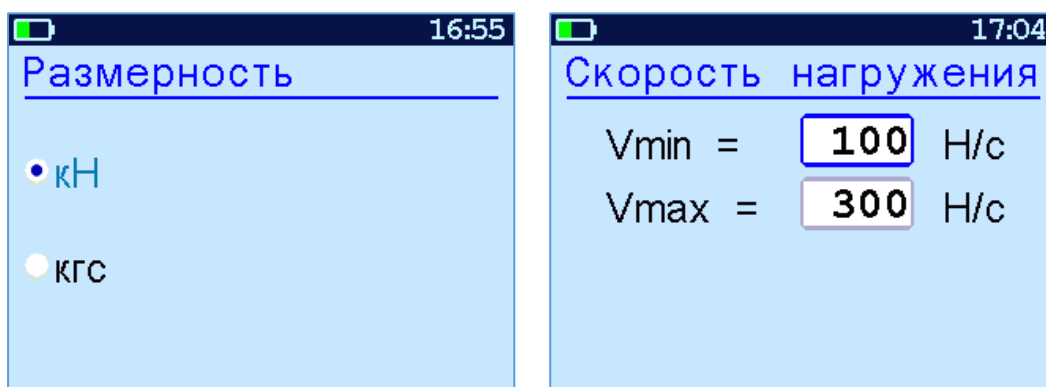 16:55
Размерность
кН
кгс
17:04
Скорость нагружения
Vmin = 100 Н/с
Vmax = 300 Н/с